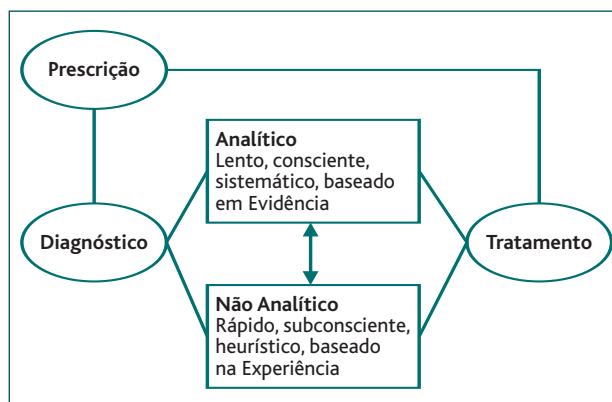 Prescrição
Analítico
Lento, consciente,
sistemático, baseado
em Evidência
Diagnóstico
Tratamento
Não Analítico
Rápido, subconsciente,
heurístico, baseado
na Experiência